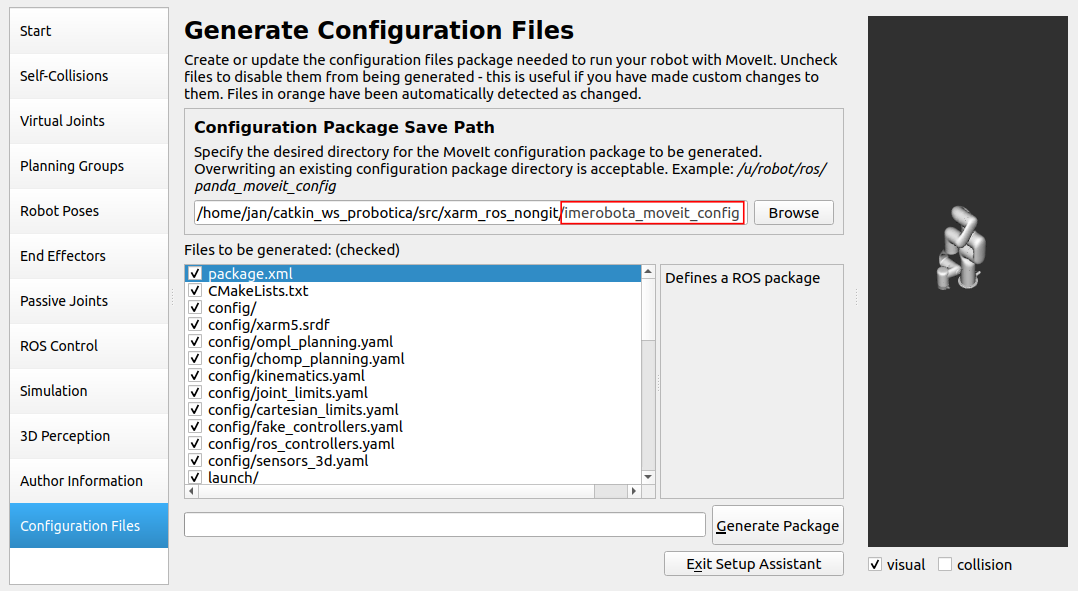 Start
Self-Collisions
Virtual Joints
Planning Groups
Robot Poses
End Effectors
Passive Joints
ROS Control
Simulation
3D Perception
Author Information
Configuration Files
Generate Configuration Files
Create or update the configuration files package needed to run your robot with MoveIt. Uncheck
files to disable them from being generated - this is useful if you have made custom changes to
them. Files in orange have been automatically detected as changed.
Configuration Package Save Path
Specify the desired directory for the MoveIt configuration package to be generated.
Overwriting an existing configuration package directory is acceptable. Example: /u/robot/ros/
panda_moveit_config
/home/jan/catkin_ws_probotica/src/xarm_ros_nongit/imerobota_moveit_config
Browse
Files to be generated: (checked)
package.xml
CMakeLists.txt
config/
config/xarm5.srdf
config/ompl_planning.yaml
config/chomp_planning.yaml
config/kinematics.yaml
config/joint_limits.yaml
config/cartesian_limits.yaml
config/fake_controllers.yaml
config/ros_controllers.yaml
config/sensors_3d.yaml
launch/
Defines a ROS package
Generate Package
Exit Setup Assistant
visual
collision